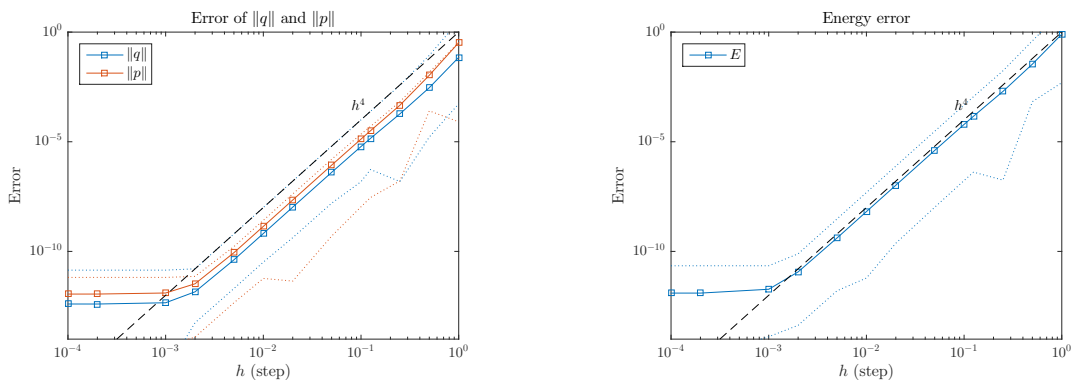 Error of ‖q‖ and ‖p‖
10^0
10^-5
10^-10
Error
‖q‖
‖p‖
h^4
10^-4
10^-3
10^-2
10^-1
10^0
h (step)
Energy error
10^0
10^-5
10^-10
Error
E
h^4
10^-4
10^-3
10^-2
10^-1
10^0
h (step)